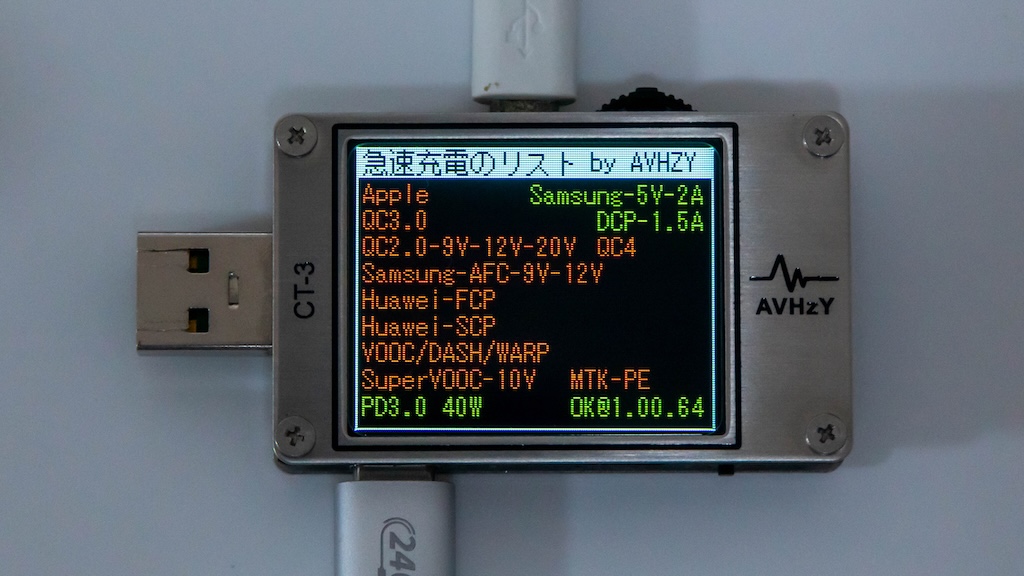 急速充電のリスト by AVHZY
Apple Samsung-5V-2A
QC3.0 DCP-1.5A
QC2.0-9V-12V-20V QC4
Samsung-AFC-9V-12V
Huawei-FCP
Huawei-SCP
VOOC/DASH/WARP
SuperVOOC-10V MTK-PE
PD3.0 40W OK@1.00.64
CT-3
AVHzY